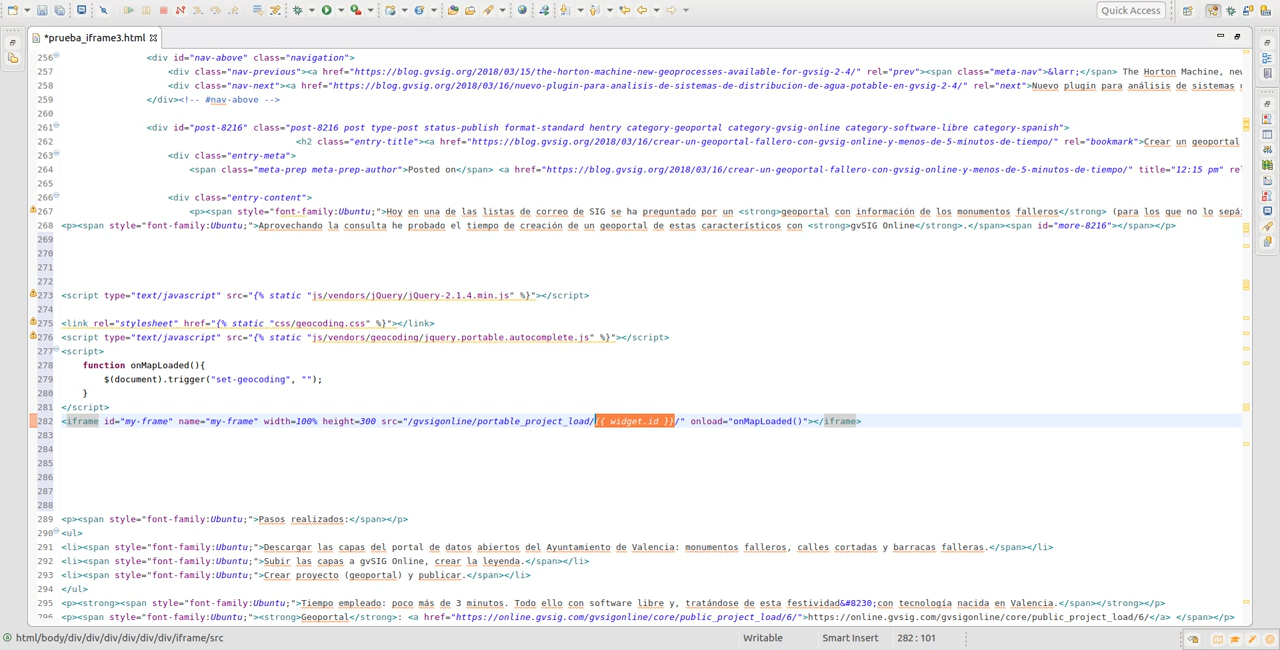 Quick Access
*prueba_iframe3.html
256 <div id="nav-above" class="navigation">
257 <div class="nav-previous"><a href="https://blog.gvsig.org/2018/03/15/the-horton-machine-new-geoprocesses-available-for-gvsig-2-4/" rel="prev"><span class="meta-nav">&larr;</span> The Horton Machine, new
258 <div class="nav-next"><a href="https://blog.gvsig.org/2018/03/16/nuevo-plugin-para-analisis-de-sistemas-de-distribucion-de-agua-potable-en-gvsig-2-4/" rel="next">Nuevo plugin para análisis de sistemas
259 </div><!-- #nav-above -->
260
261 <div id="post-8216" class="post-8216 post type-post status-publish format-standard hentry category-geoportal category-gvsig-online category-software-libre category-spanish">
262 <h2 class="entry-title"><a href="https://blog.gvsig.org/2018/03/16/crear-un-geoportal-fallero-con-gvsig-online-y-menos-de-5-minutos-de-tiempo/" rel="bookmark">Crear un geoportal
263 <div class="entry-meta">
264 <span class="meta-prep meta-prep-author">Posted on</span> <a href="https://blog.gvsig.org/2018/03/16/crear-un-geoportal-fallero-con-gvsig-online-y-menos-de-5-minutos-de-tiempo/" title="12:15 pm" rel
265
266 <div class="entry-content">
267 <p><span style="font-family:Ubuntu;">Hoy en una de las listas de correo de SIG se ha preguntado por un <strong>geoportal con información de los monumentos falleros</strong> (para los que no lo sepái
268 <p><span style="font-family:Ubuntu;">Aprovechando la consulta he probado el tiempo de creación de un geoportal de estas características con <strong>gvSIG Online</strong>.</span><span id="more-8216"></span></p>
269
270
271
272
273 <script type="text/javascript" src="{% static "js/vendors/jQuery/jQuery-2.1.4.min.js" %}"></script>
274
275 <link rel="stylesheet" href="{% static "css/geocoding.css" %}"></link>
276 <script type="text/javascript" src="{% static "js/vendors/geocoding/jquery.portable.autocomplete.js" %}"></script>
277 <script>
278 function onMapLoaded(){
279 $(document).trigger("set-geocoding", "");
280 }
281 </script>
282 <iframe id="my-frame" name="my-frame" width=100% height=300 src="/gvsigonline/portable_project_load/{{ widget.id }}/" onload="onMapLoaded()"></iframe>
283
284
285
286
287
288
289 <p><span style="font-family:Ubuntu;">Pasos realizados:</span></p>
290 <ul>
291 <li><span style="font-family:Ubuntu;">Descargar las capas del portal de datos abiertos del Ayuntamiento de Valencia: monumentos falleros, calles cortadas y barracas falleras.</span></li>
292 <li><span style="font-family:Ubuntu;">Subir las capas a gvSIG Online, crear la leyenda.</span></li>
293 <li><span style="font-family:Ubuntu;">Crear proyecto (geoportal) y publicar.</span></li>
294 </ul>
295 <p><strong><span style="font-family:Ubuntu;">Tiempo empleado: poco más de 3 minutos. Todo ello con software libre y, tratándose de esta festividad&#8230;con tecnología nacida en Valencia.</span></strong></p>
296 <p><span style="font-family:Ubuntu;"><strong>Geoportal</strong>: <a href="https://online.gvsig.com/gvsigonline/core/public_project_load/6/">https://online.gvsig.com/gvsigonline/core/public_project_load/6/</a> </span></p>
html/body/div/div/div/div/div/div/iframe/src Writable Smart Insert 282 : 101